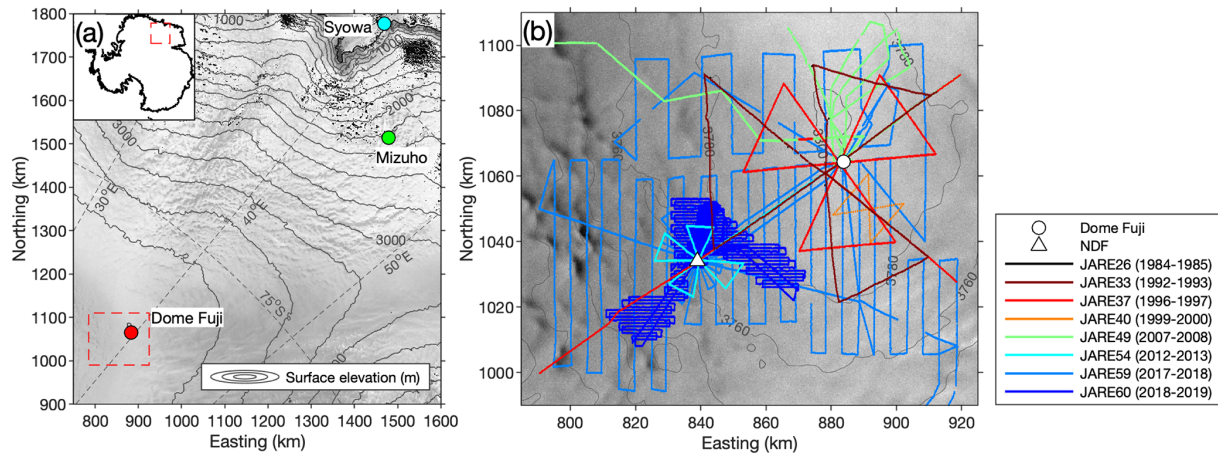 (a)
1800
1700
1600
1500
1400
1300
1200
1100
1000
900
800 900 1000 1100 1200 1300 1400 1500 1600
Northing (km)
Easting (km)
1000
Syowa
1000
2000
Mizuho
3000
30°E
40°E
3000
50°E
75°S
Dome Fuji
Surface elevation (m)
(b)
1100
1080
1060
1040
1020
1000
800 820 840 860 880 900 920
Northing (km)
Easting (km)
3700
3760
3780
3780
3760
3760
Dome Fuji
NDF
JARE26 (1984-1985)
JARE33 (1992-1993)
JARE37 (1996-1997)
JARE40 (1999-2000)
JARE49 (2007-2008)
JARE54 (2012-2013)
JARE59 (2017-2018)
JARE60 (2018-2019)